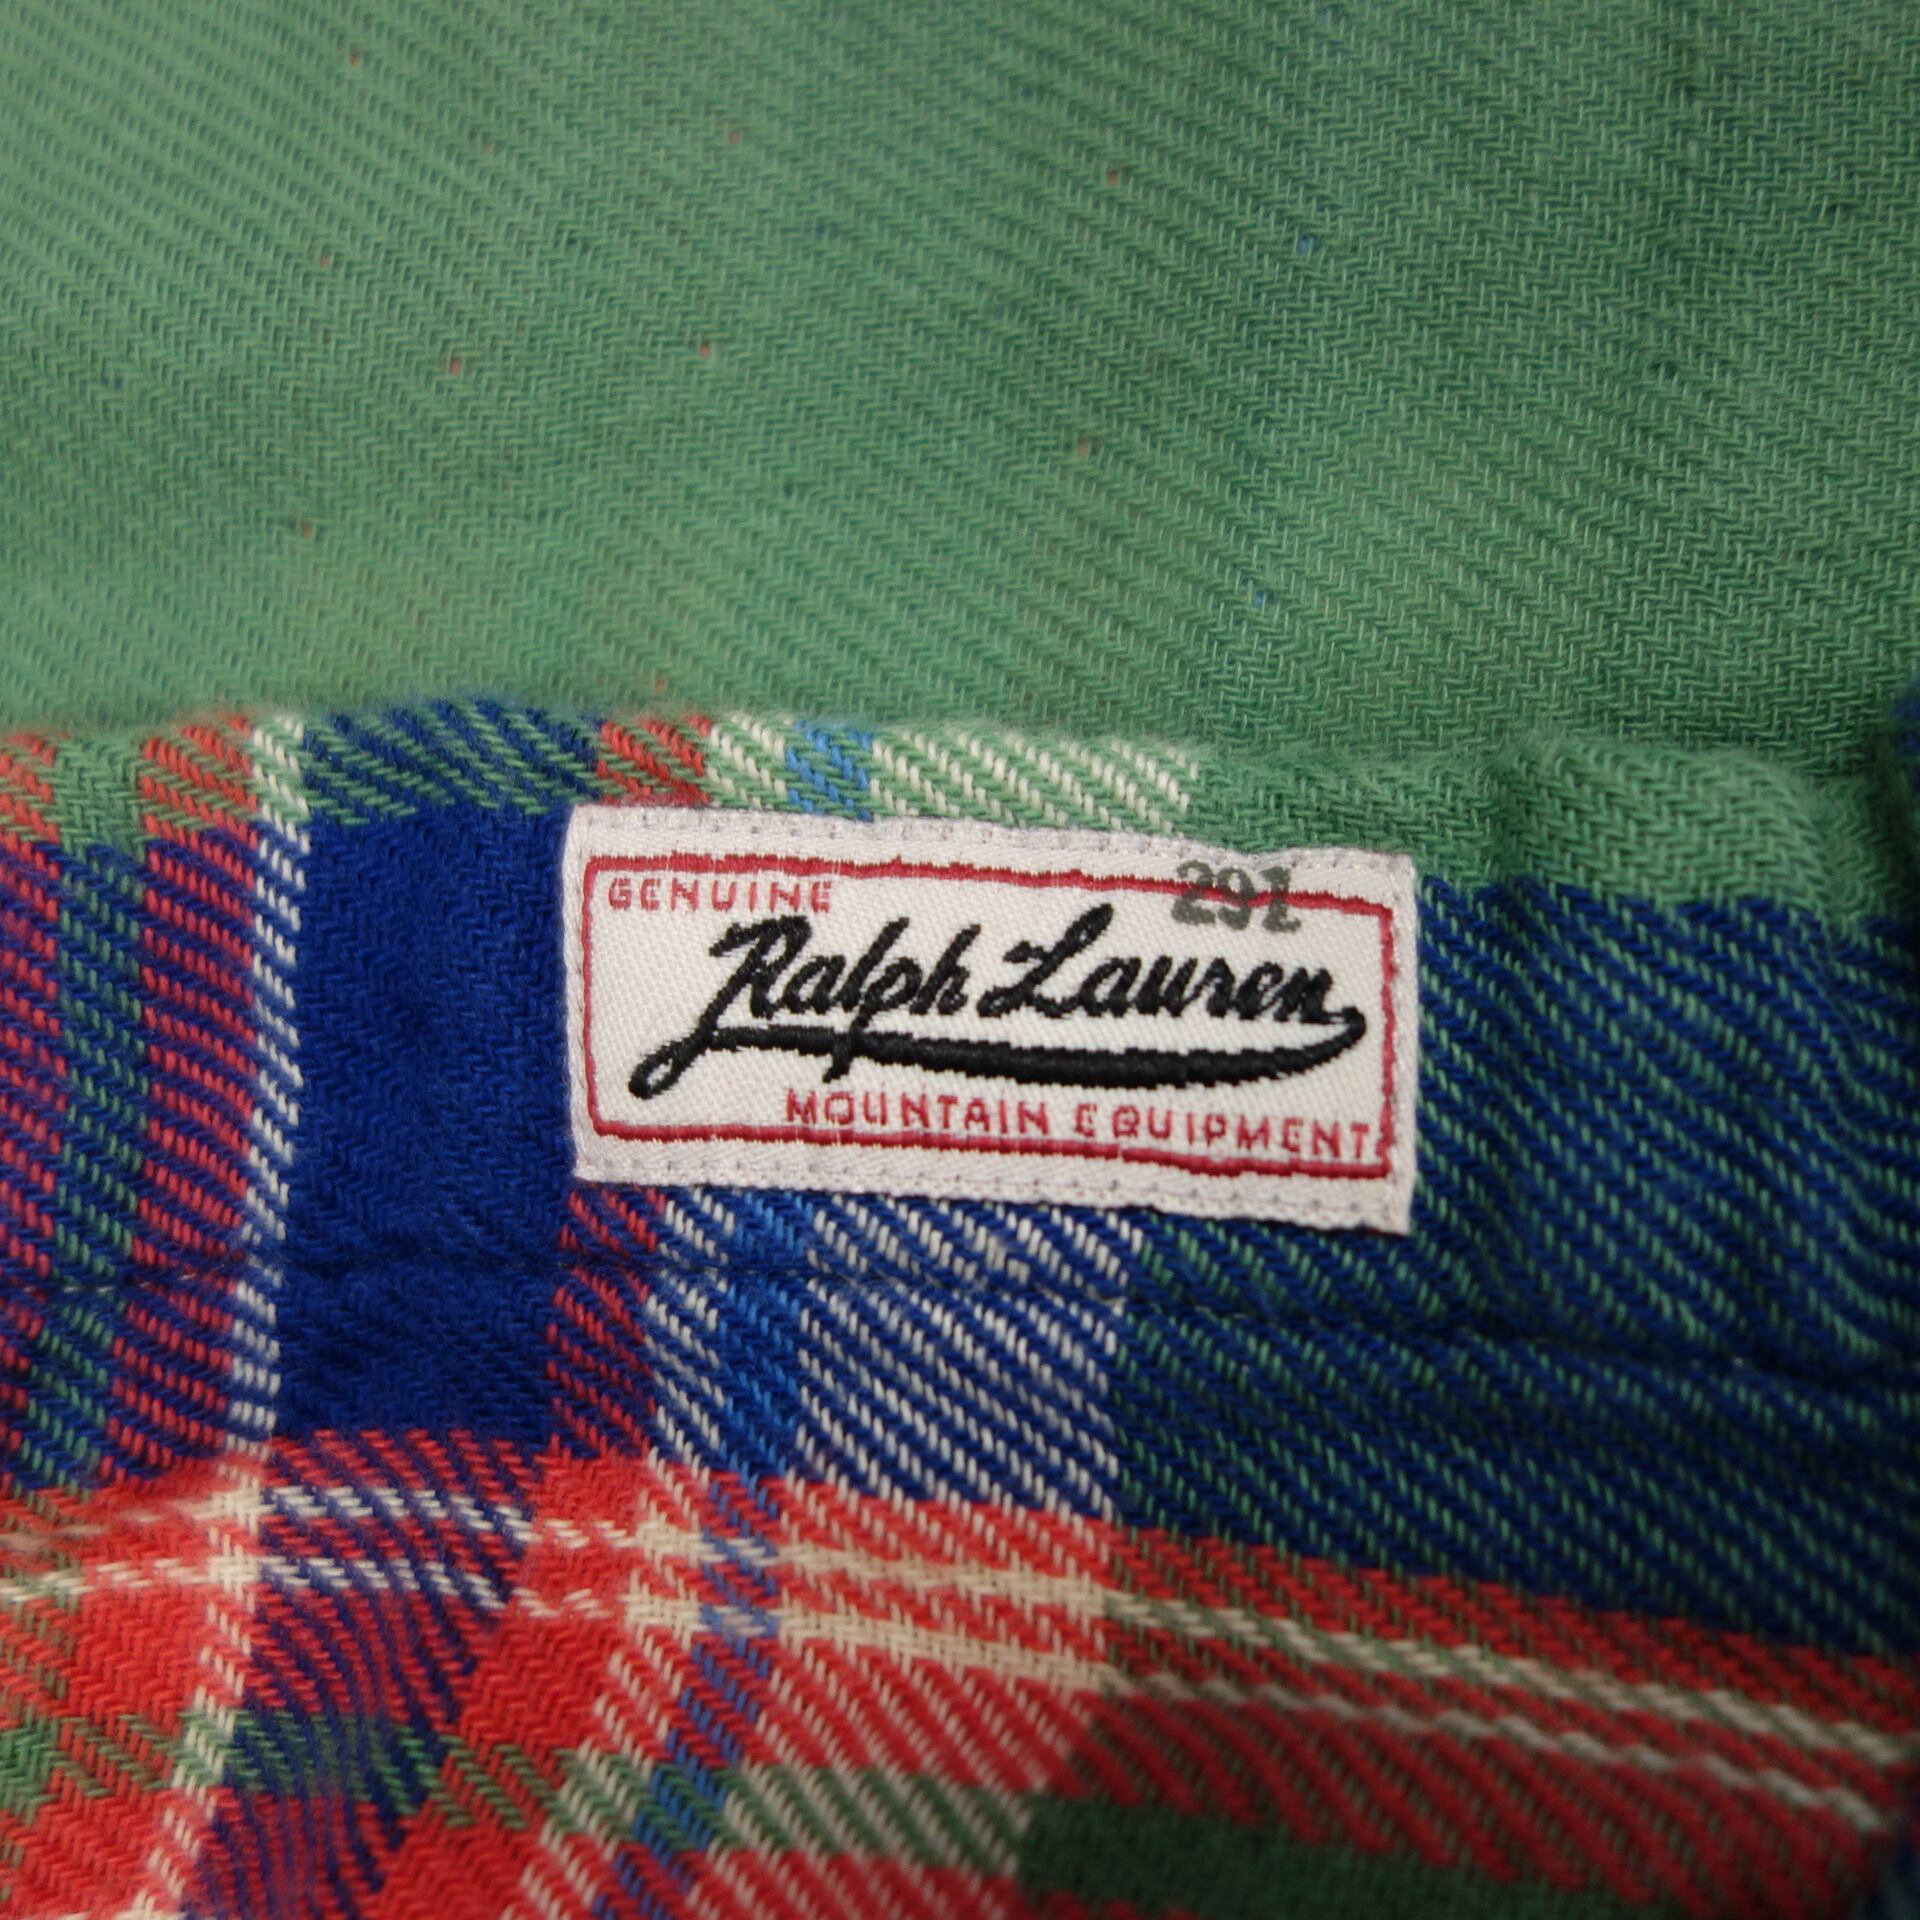 291
GENUINE
Ralph Lauren
MOUNTAIN EQUIPMENT